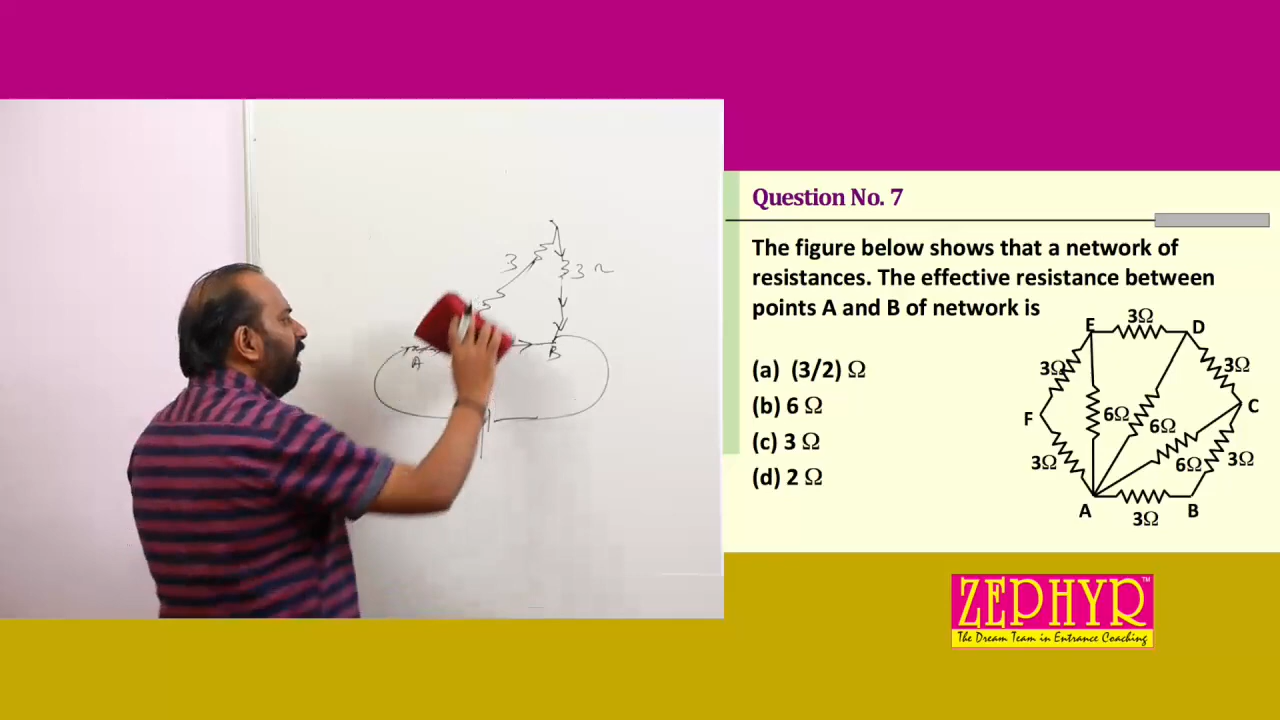 3
3 Ω
A
B
Question No. 7
The figure below shows that a network of
resistances. The effective resistance between
points A and B of network is
(a) (3/2) Ω
(b) 6 Ω
(c) 3 Ω
(d) 2 Ω
E
3Ω
D
3Ω
3Ω
C
F
6Ω
6Ω
3Ω
6Ω
3Ω
A
B
3Ω
ZEPHYR™
The Dream Team in Entrance Coaching